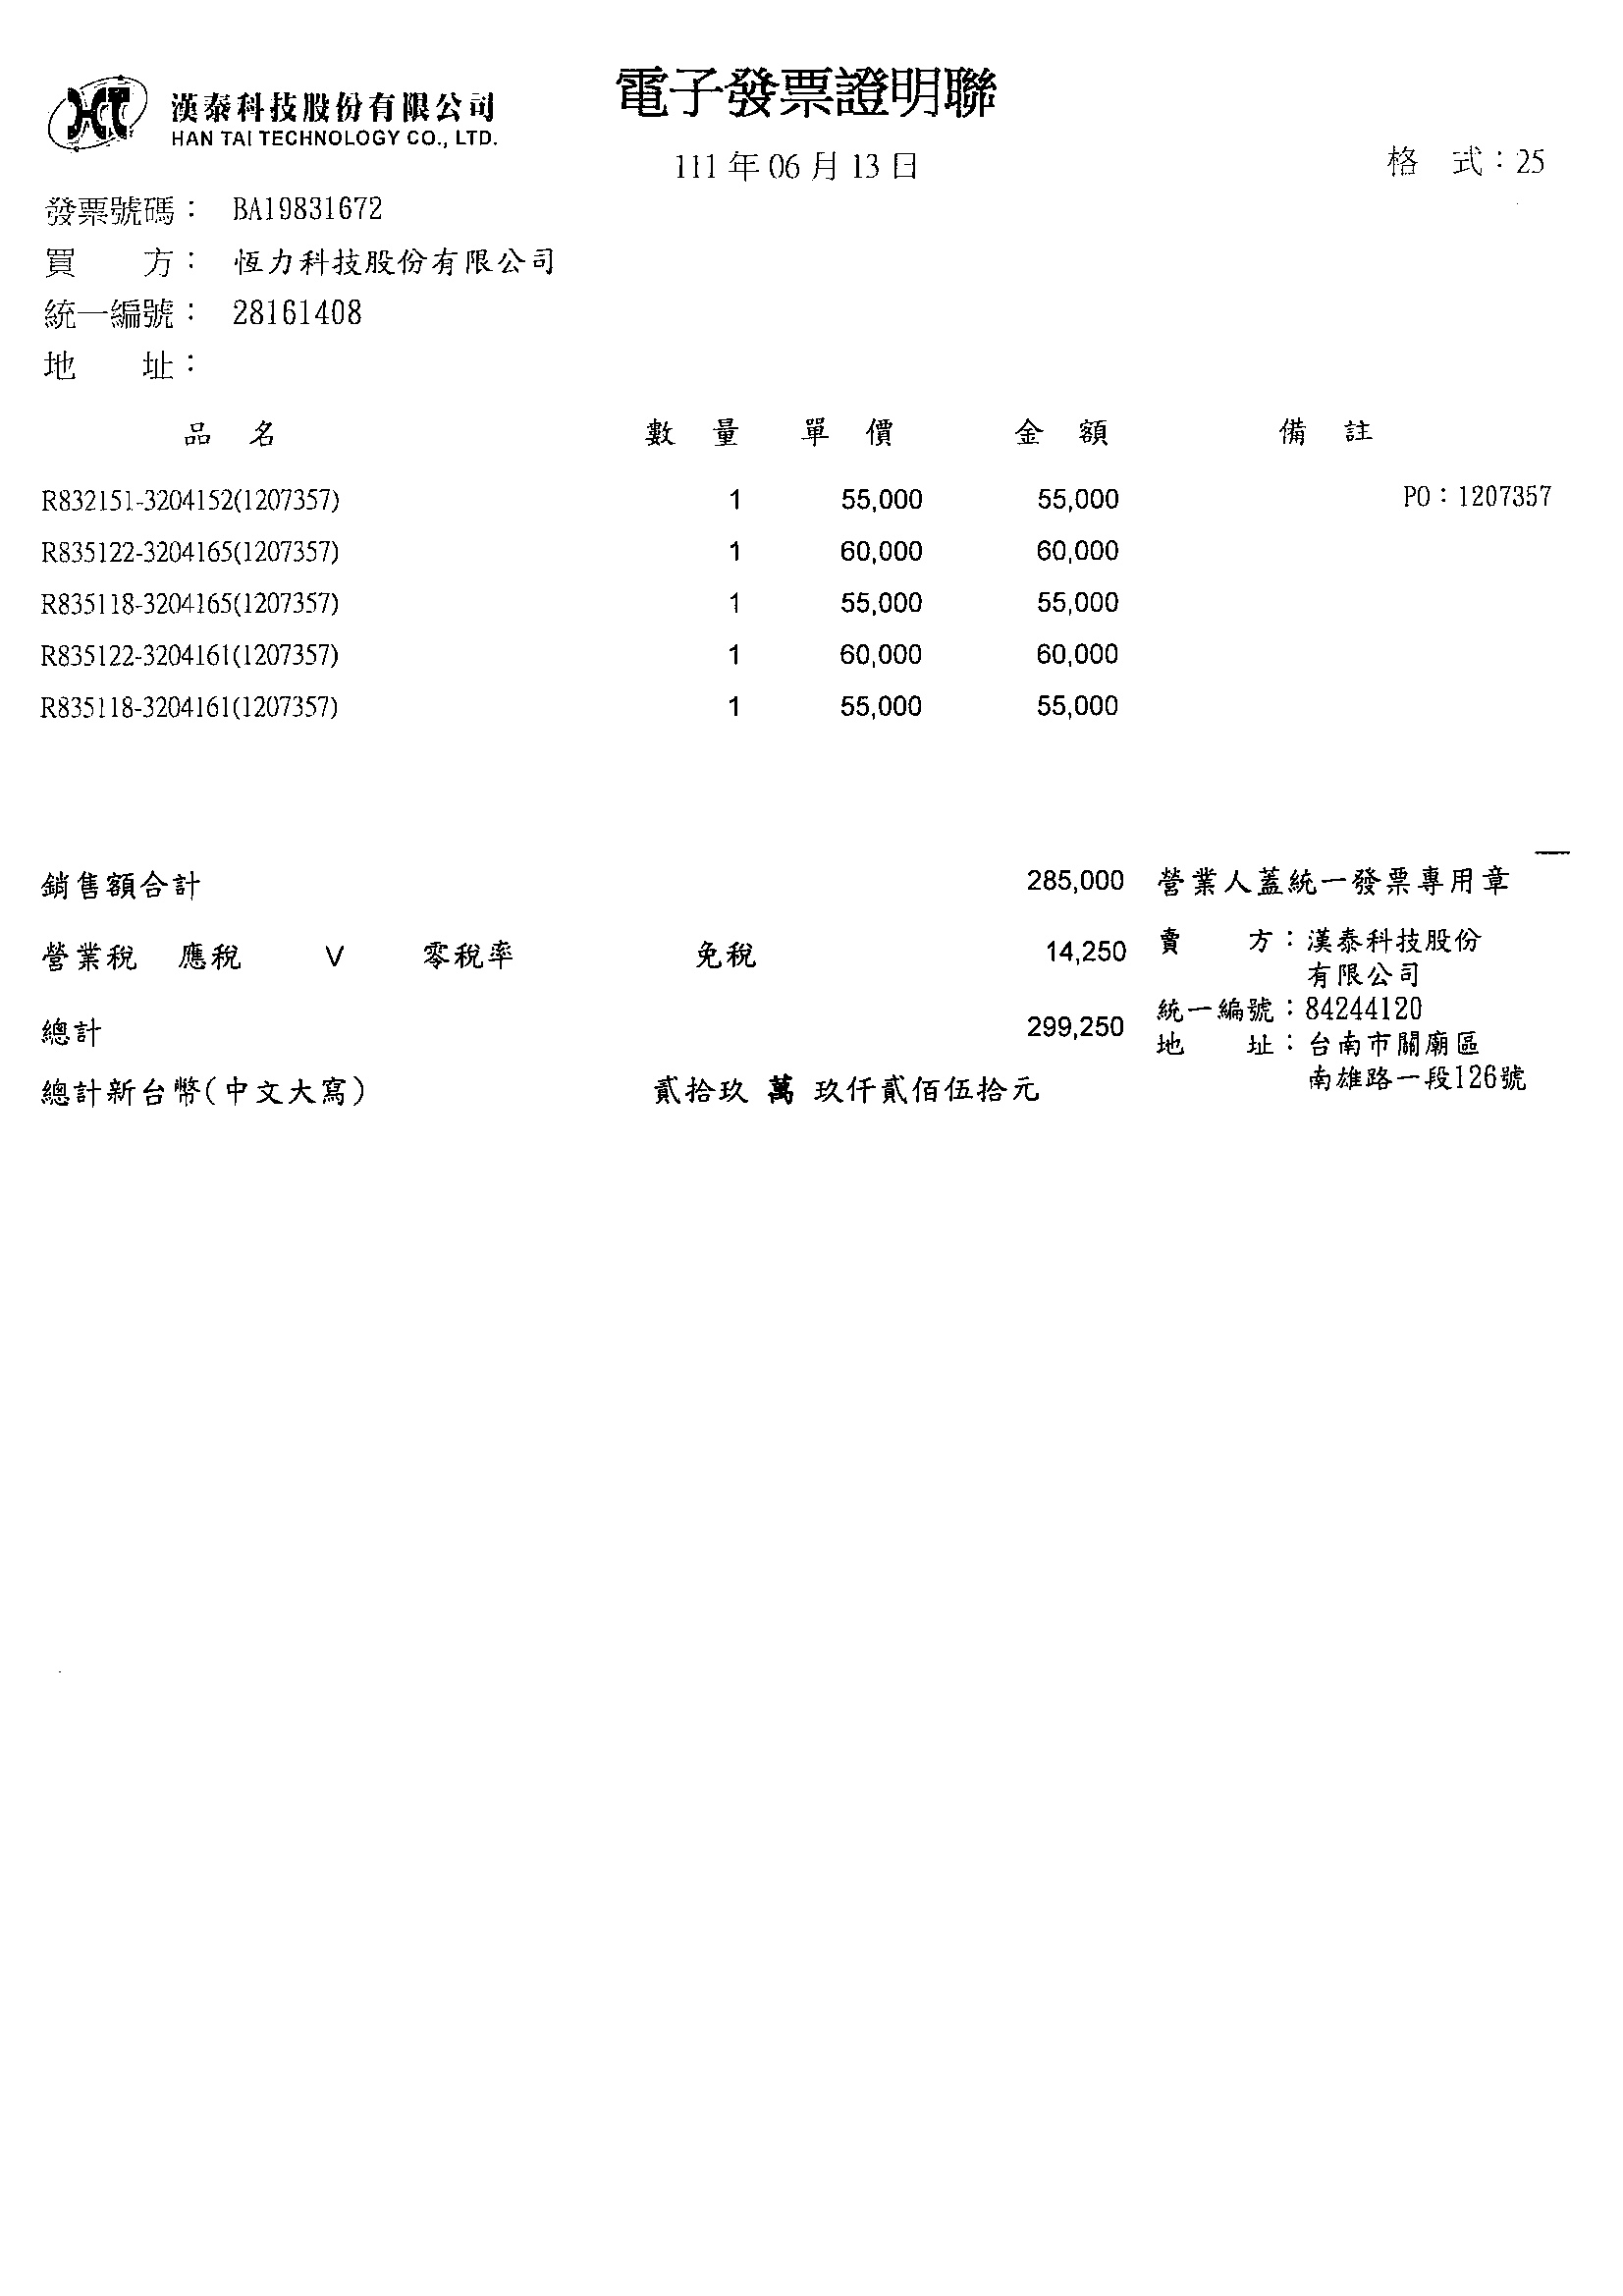 漢泰科技股份有限公司
HAN TAI TECHNOLOGY CO., LTD.
電子發票證明聯
111 年 06 月 13 日
格 式：25
發票號碼： BA19831672
買 方： 恆力科技股份有限公司
統一編號： 28161408
地 址：
品 名 數 量 單 價 金 額 備 註
R832151-3204152(1207357) 1 55,000 55,000 PO：1207357
R835122-3204165(1207357) 1 60,000 60,000
R835118-3204165(1207357) 1 55,000 55,000
R835122-3204161(1207357) 1 60,000 60,000
R835118-3204161(1207357) 1 55,000 55,000
銷售額合計 285,000 營業人蓋統一發票專用章
營業稅 應稅 V 零稅率 免稅 14,250
賣 方：漢泰科技股份
有限公司
統一編號：84244120
總計 299,250
地 址：台南市關廟區
南雄路一段126號
總計新台幣(中文大寫) 貳拾玖 萬 玖仟貳佰伍拾元